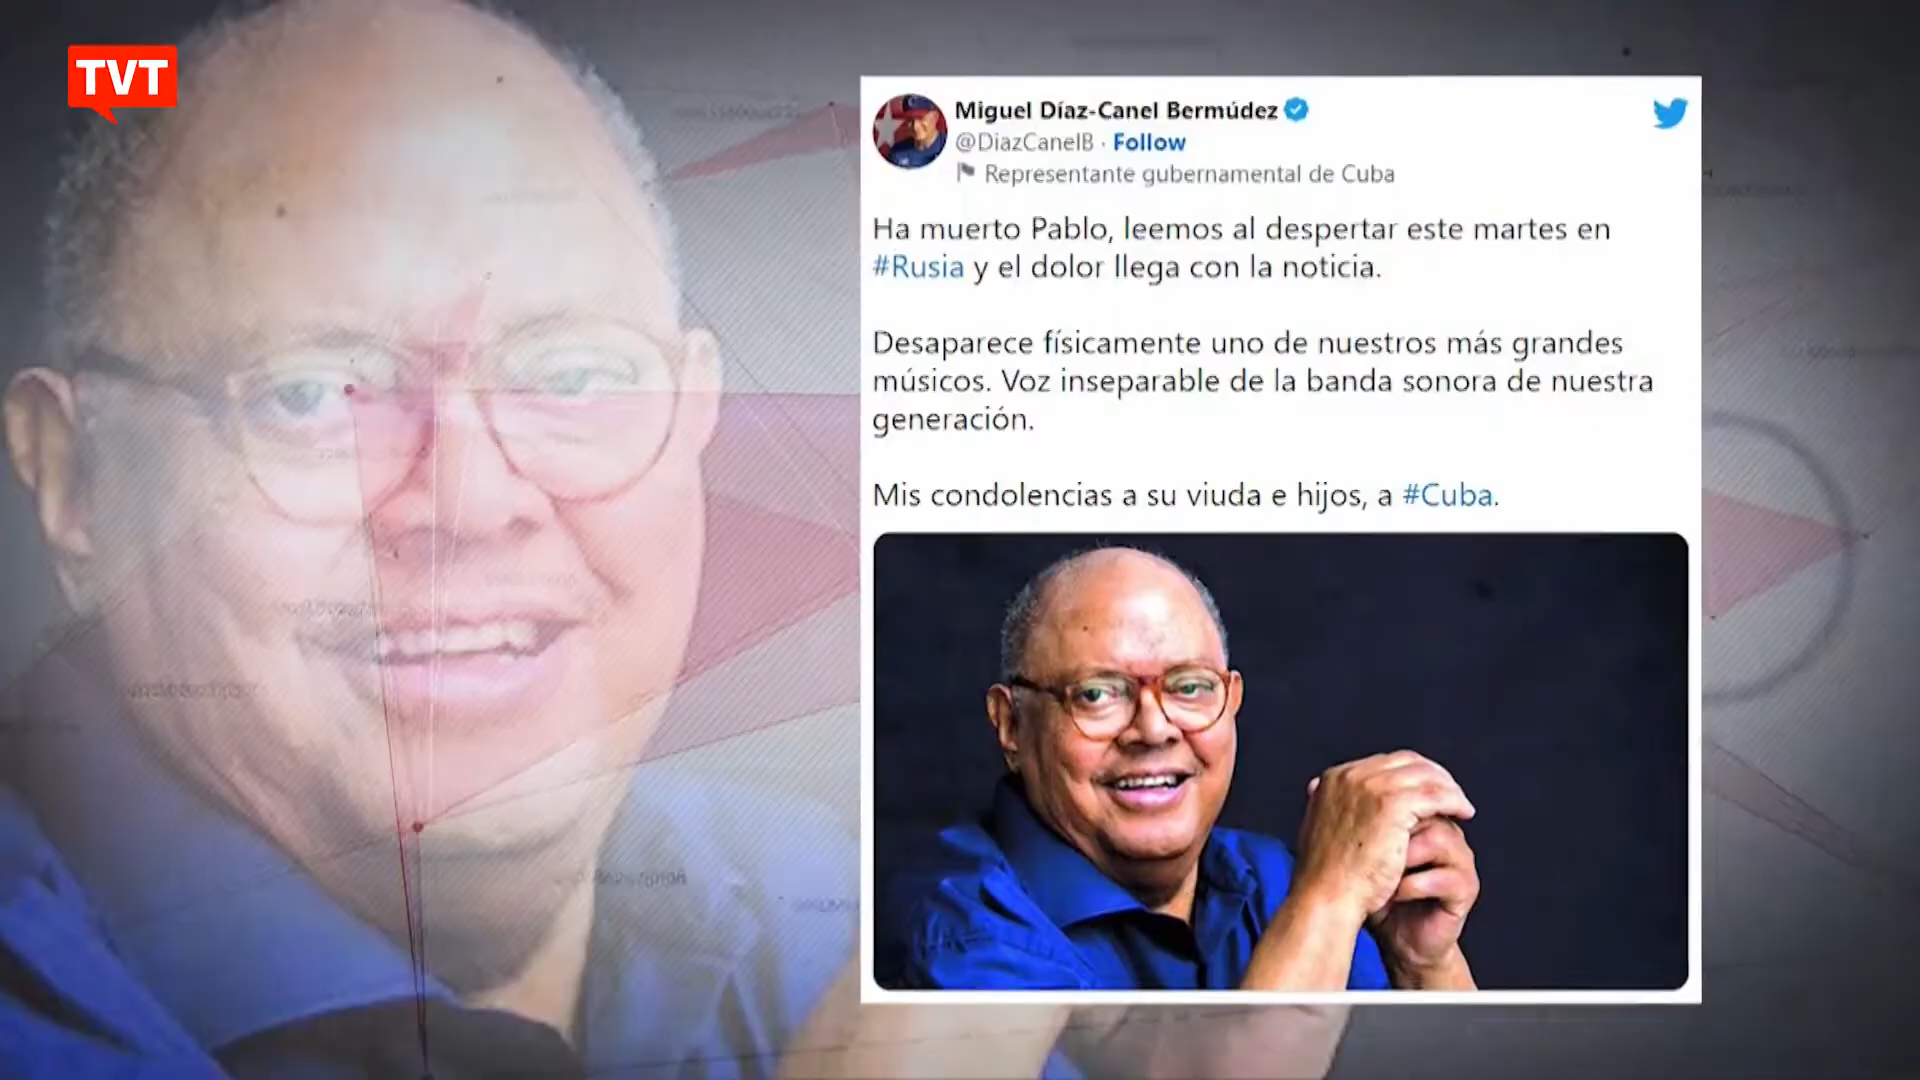 TVT
Miguel Díaz-Canel Bermúdez
@DiazCanelB · Follow
Representante gubernamental de Cuba
Ha muerto Pablo, leemos al despertar este martes en
#Rusia y el dolor llega con la noticia.
Desaparece físicamente uno de nuestros más grandes
músicos. Voz inseparable de la banda sonora de nuestra
generación.
Mis condolencias a su viuda e hijos, a #Cuba.